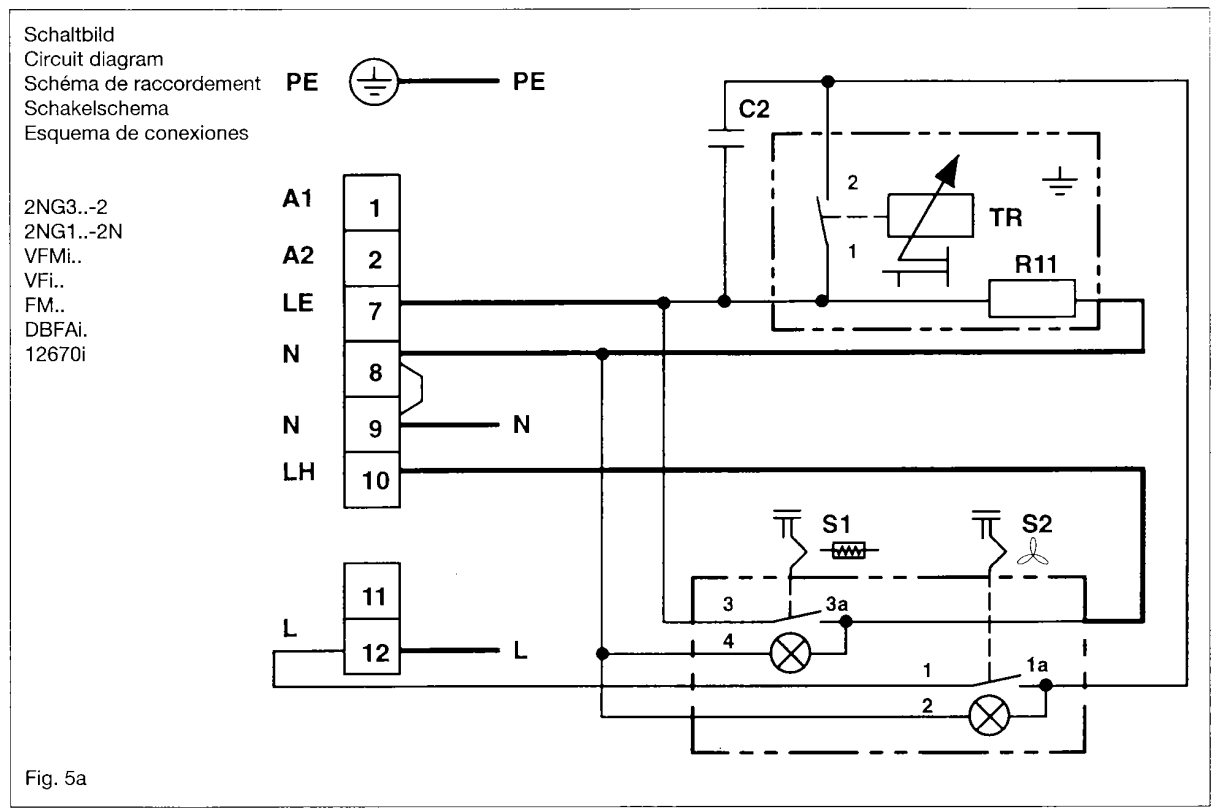 Schaltbild
Circuit diagram
Schéma de raccordement
Schakelschema
Esquema de conexiones
PE
PE
C2
2
TR
1
R11
2NG3..-2
2NG1..-2N
VFMi..
VFi..
FM..
DBFAi.
12670i
A1 1
A2 2
LE 7
N 8
N 9 N
LH 10
S1
S2
11
L 12 L
3
3a
4
1
1a
2
Fig. 5a